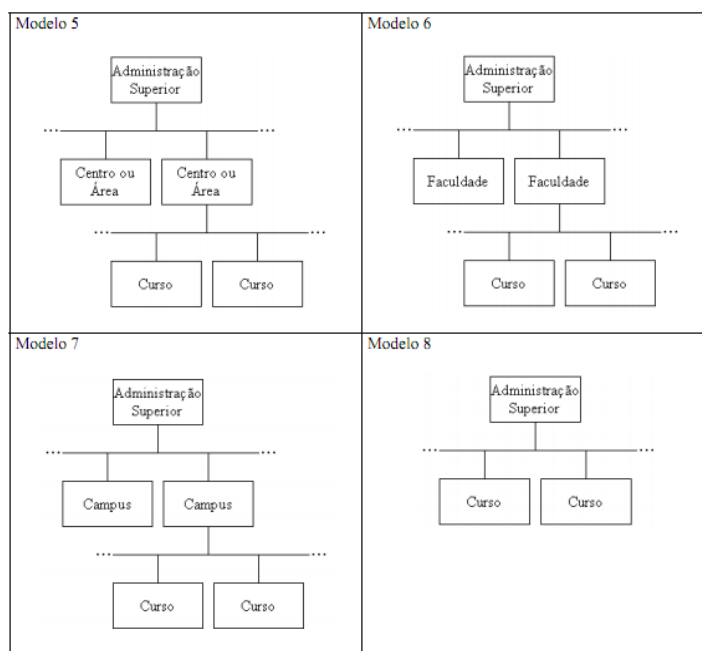 Modelo 5
Administração
Superior
...
...
Centro ou
Área
Centro ou
Área
...
...
Curso
Curso
Modelo 6
Administração
Superior
...
...
Faculdade
Faculdade
...
...
Curso
Curso
Modelo 7
Administração
Superior
...
...
Campus
Campus
...
...
Curso
Curso
Modelo 8
Administração
Superior
...
...
Curso
Curso